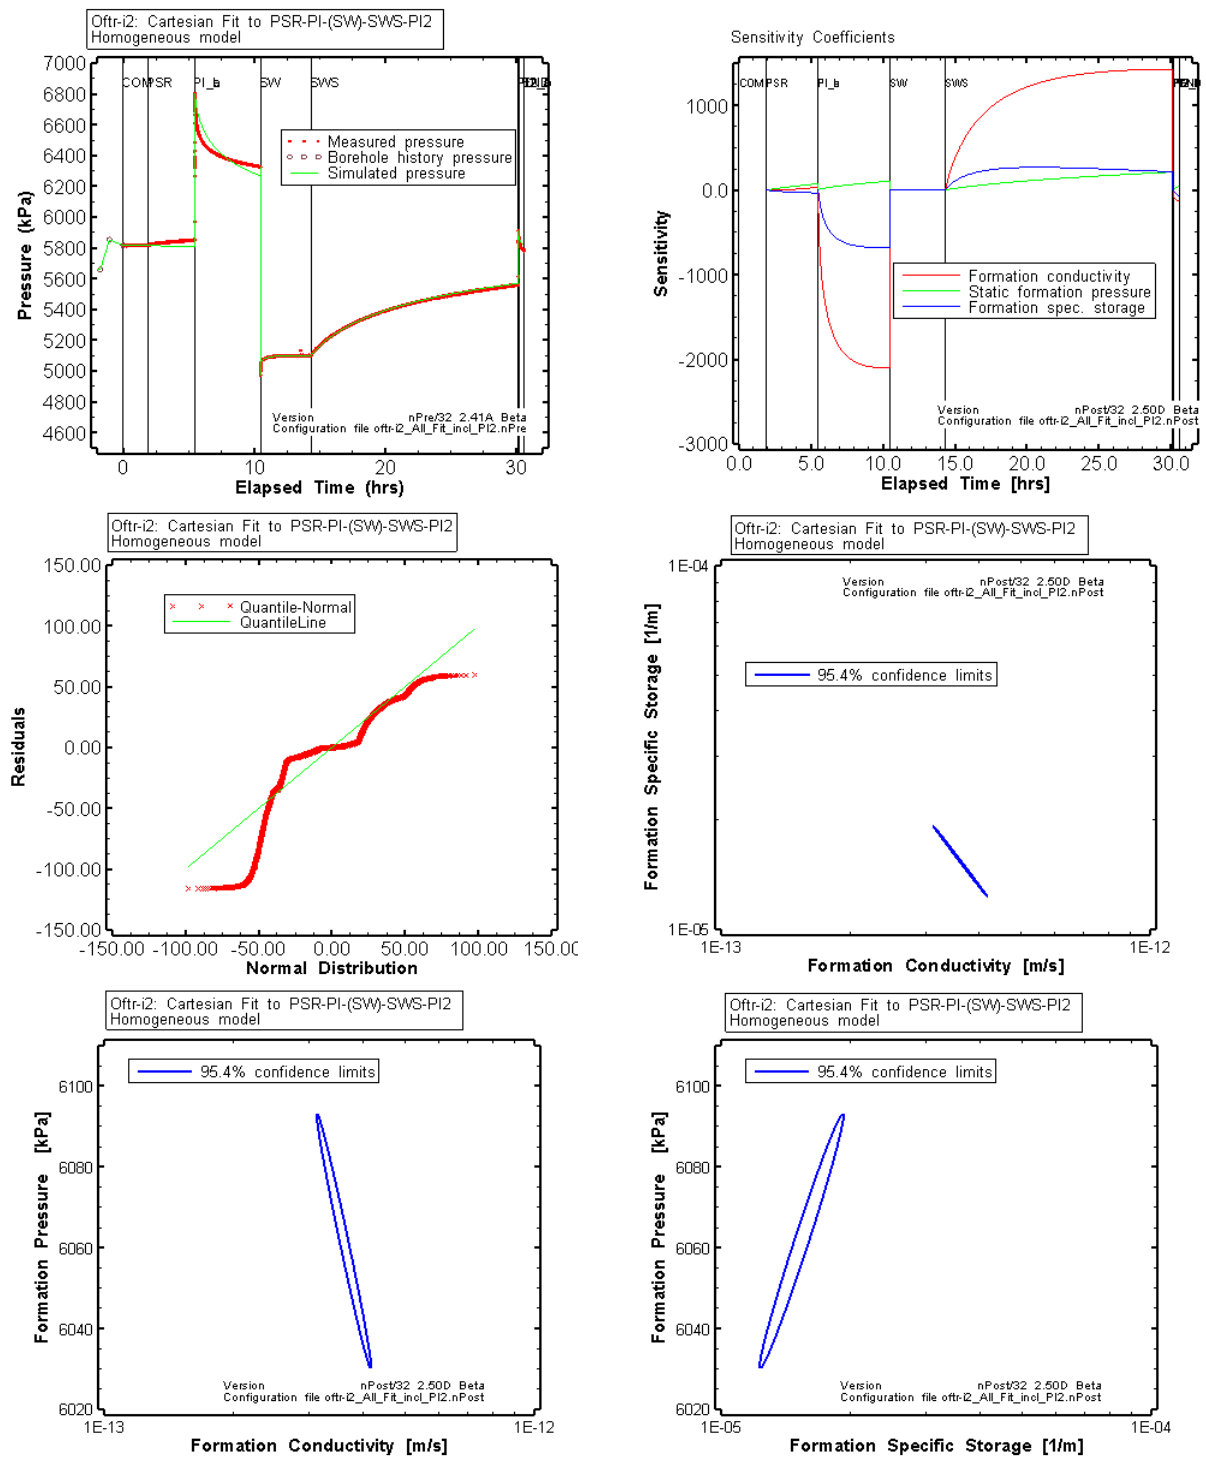 Oftr-i2: Cartesian Fit to PSR-PI-(SW)-SWS-PI2
Homogeneous model
7000
6800
6600
6400
6200
6000
5800
5600
5400
5200
5000
4800
4600
Pressure (kPa)
COM
PSR
SW
SWS
Measured pressure
Borehole history pressure
Simulated pressure
Version nPre/32 2.41A Beta
Configuration file oftr-i2_All_Fit_incl_PI2.nPre
0 10 20 30
Elapsed Time (hrs)
Sensitivity Coefficients
1000
0.0
-1000
-2000
-3000
Sensitivity
COM
PSR
SW
SWS
Formation conductivity
Static formation pressure
Formation spec. storage
Version nPost/32 2.50D Beta
Configuration file oftr-i2_All_Fit_incl_PI2.nPost
0.0 5.0 10.0 15.0 20.0 25.0 30.0
Elapsed Time [hrs]
Oftr-i2: Cartesian Fit to PSR-PI-(SW)-SWS-PI2
Homogeneous model
150.00
100.00
50.00
0.00
-50.00
-100.00
-150.00
Residuals
Quantile-Normal
QuantileLine
-150.00 -100.00 -50.00 0.00 50.00 100.00 150.00
Normal Distribution
Oftr-i2: Cartesian Fit to PSR-PI-(SW)-SWS-PI2
Homogeneous model
1E-04
1E-05
Formation Specific Storage [1/m]
Version nPost/32 2.50D Beta
Configuration file oftr-i2_All_Fit_incl_PI2.nPost
95.4% confidence limits
1E-13 1E-12
Formation Conductivity [m/s]
Oftr-i2: Cartesian Fit to PSR-PI-(SW)-SWS-PI2
Homogeneous model
6100
6080
6060
6040
6020
Formation Pressure [kPa]
95.4% confidence limits
Version nPost/32 2.50D Beta
Configuration file oftr-i2_All_Fit_incl_PI2.nPost
1E-13 1E-12
Formation Conductivity [m/s]
Oftr-i2: Cartesian Fit to PSR-PI-(SW)-SWS-PI2
Homogeneous model
6100
6080
6060
6040
6020
Formation Pressure [kPa]
95.4% confidence limits
Version nPost/32 2.50D Beta
Configuration file oftr-i2_All_Fit_incl_PI2.nPost
1E-05 1E-04
Formation Specific Storage [1/m]